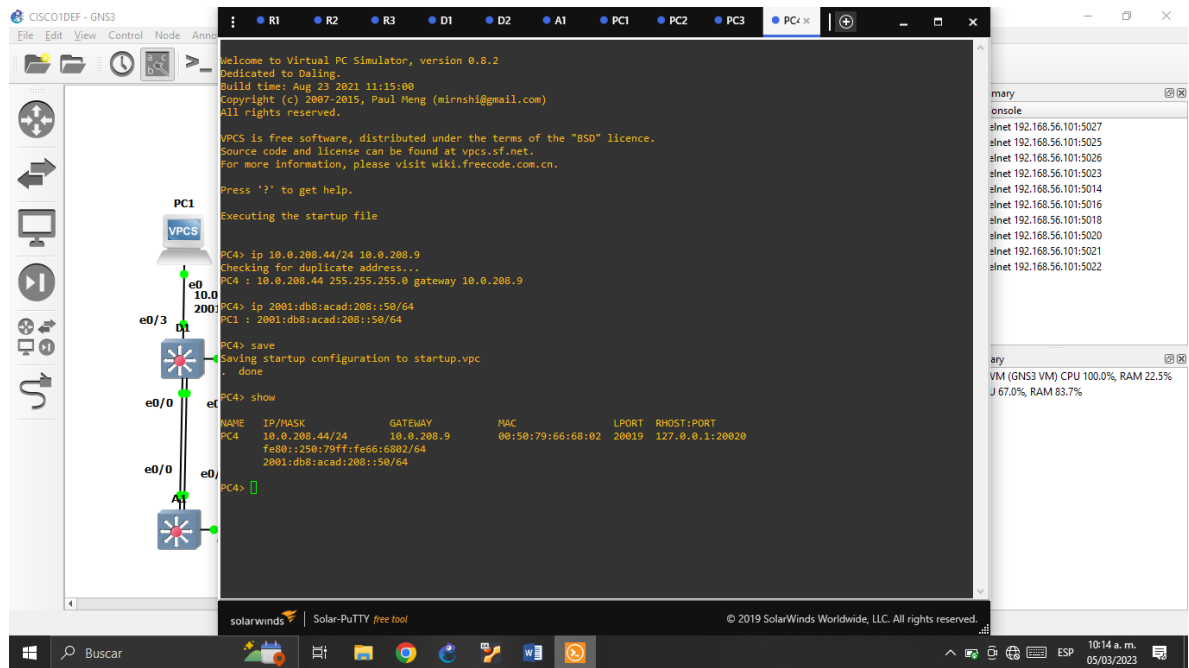 CISCO1DEF - GNS3
File Edit View Control Node Anno
R1 R2 R3 D1 D2 A1 PC1 PC2 PC3 PC4
Welcome to Virtual PC Simulator, version 0.8.2
Dedicated to Daling.
Build time: Aug 23 2021 11:15:00
Copyright (c) 2007-2015, Paul Meng (mirnshi@gmail.com)
All rights reserved.
VPCS is free software, distributed under the terms of the "BSD" licence.
Source code and license can be found at vpcs.sf.net.
For more information, please visit wiki.freecode.com.cn.
Press '?' to get help.
Executing the startup file
PC4> ip 10.0.208.44/24 10.0.208.9
Checking for duplicate address...
PC4 : 10.0.208.44 255.255.255.0 gateway 10.0.208.9
PC4> ip 2001:db8:acad:208::50/64
PC1 : 2001:db8:acad:208::50/64
PC4> save
Saving startup configuration to startup.vpc
. done
PC4> show
NAME IP/MASK GATEWAY MAC LPORT RHOST:PORT
PC4 10.0.208.44/24 10.0.208.9 00:50:79:66:68:02 20019 127.0.0.1:20020
fe80::250:79ff:fe66:6802/64
2001:db8:acad:208::50/64
PC4>
solarwinds Solar-PuTTY free tool © 2019 SolarWinds Worldwide, LLC. All rights reserved.
PC1
VPCS
e0
10.0
2001
e0/3
D1
e0/0
e0/0
e0/
A1
mary
onsole
elnet 192.168.56.101:5027
elnet 192.168.56.101:5025
elnet 192.168.56.101:5026
elnet 192.168.56.101:5023
elnet 192.168.56.101:5014
elnet 192.168.56.101:5016
elnet 192.168.56.101:5018
elnet 192.168.56.101:5020
elnet 192.168.56.101:5021
elnet 192.168.56.101:5022
ary
VM (GNS3 VM) CPU 100.0%, RAM 22.5%
U 67.0%, RAM 83.7%
Buscar
ESP
10:14 a. m.
05/03/2023